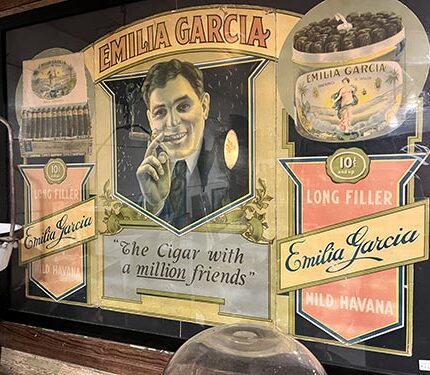 EMILIA GARCIA
EMILIA GARCIA
10¢
LONG FILLER
Emilia Garcia
MILD HAVANA
"The Cigar with
a million friends"
10¢
and up
LONG FILLER
Emilia Garcia
MILD HAVANA